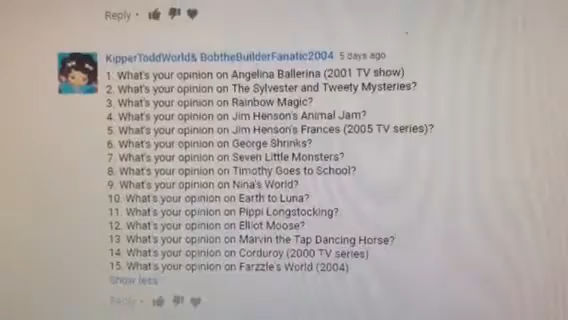 Reply •
KipperToddWorld& BobtheBuilderFanatic2004 5 days ago
1. What's your opinion on Angelina Ballerina (2001 TV show)
2. What's your opinion on The Sylvester and Tweety Mysteries?
3. What's your opinion on Rainbow Magic?
4. What's your opinion on Jim Henson's Animal Jam?
5. What's your opinion on Jim Henson's Frances (2005 TV series)?
6. What's your opinion on George Shrinks?
7. What's your opinion on Seven Little Monsters?
8. What's your opinion on Timothy Goes to School?
9. What's your opinion on Nina's World?
10. What's your opinion on Earth to Luna?
11. What's your opinion on Pippi Longstocking?
12. What's your opinion on Elliot Moose?
13. What's your opinion on Marvin the Tap Dancing Horse?
14. What's your opinion on Corduroy (2000 TV series)
15. What's your opinion on Farzzle's World (2004)
Show less
Reply •